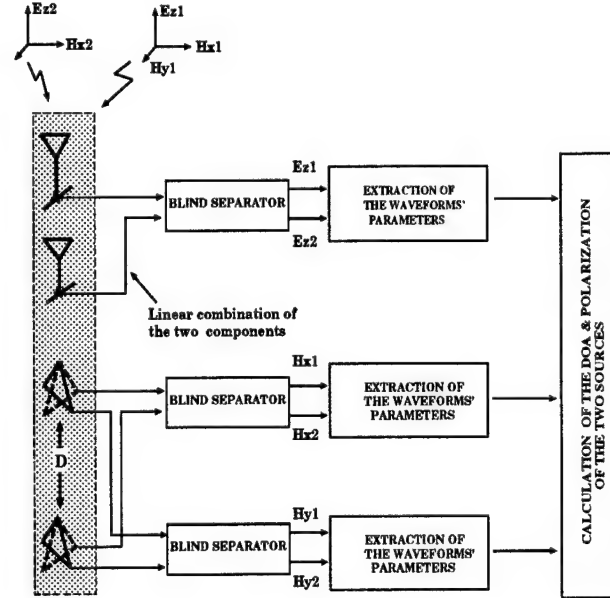 Ez2
Ez1
Hx2
Hx1
Hy1
Ez1
BLIND SEPARATOR
Ez2
EXTRACTION OF
THE WAVEFORMS'
PARAMETERS
Linear combination of
the two components
Hx1
BLIND SEPARATOR
Hx2
EXTRACTION OF
THE WAVEFORMS'
PARAMETERS
D
Hy1
BLIND SEPARATOR
Hy2
EXTRACTION OF
THE WAVEFORMS'
PARAMETERS
CALCULATION OF THE DOA & POLARIZATION
OF THE TWO SOURCES